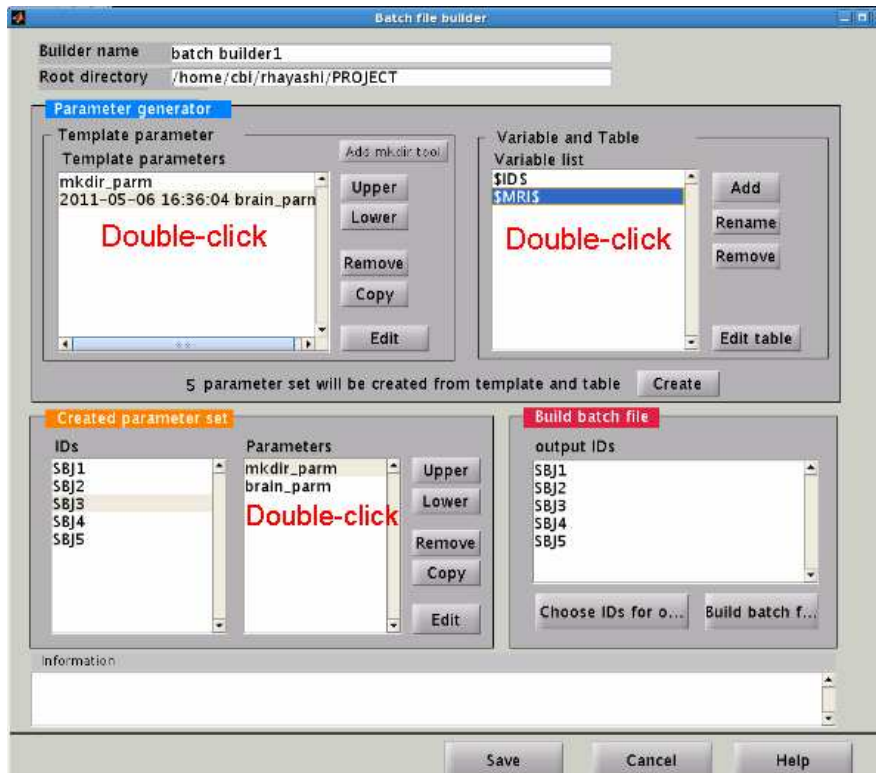 Batch file builder
Builder name
batch builder1
Root directory
/home/cbi/rhayashi/PROJECT
Parameter generator
Template parameter
Template parameters
Add mkdir tool
mkdir_parm
2011-05-06 16:36:04 brain_parm
Double-click
Upper
Lower
Remove
Copy
Edit
Variable and Table
Variable list
$ID$
$MRI$
Double-click
Add
Rename
Remove
Edit table
5 parameter set will be created from template and table
Create
Created parameter set
IDs
SBJ1
SBJ2
SBJ3
SBJ4
SBJ5
Parameters
mkdir_parm
brain_parm
Double-click
Upper
Lower
Remove
Copy
Edit
Build batch file
output IDs
SBJ1
SBJ2
SBJ3
SBJ4
SBJ5
Choose IDs for o...
Build batch f...
Information
Save
Cancel
Help